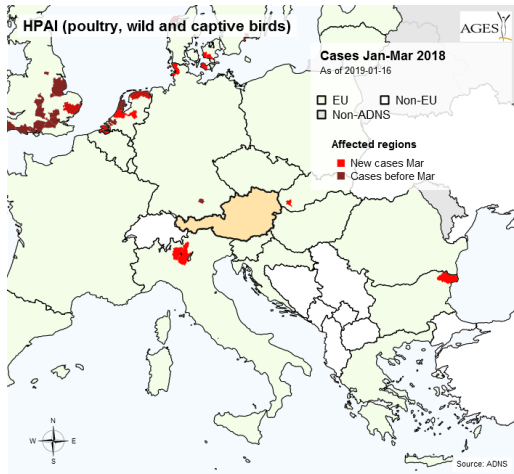 HPAI (poultry, wild and captive birds)
AGES
Cases Jan-Mar 2018
As of 2019-01-16
EU Non-EU
Non-ADNS
Affected regions
New cases Mar
Cases before Mar
N
W E
S
Source: ADNS